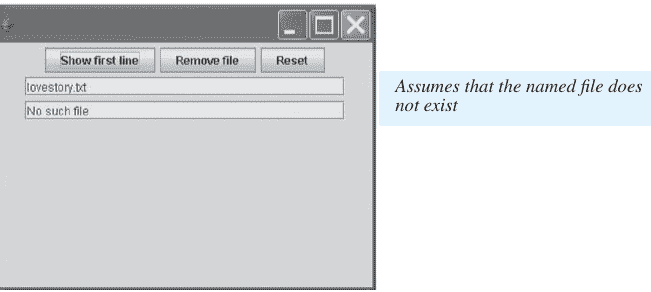 Show first line Remove file Reset
lovestory.txt
No such file
Assumes that the named file does
not exist